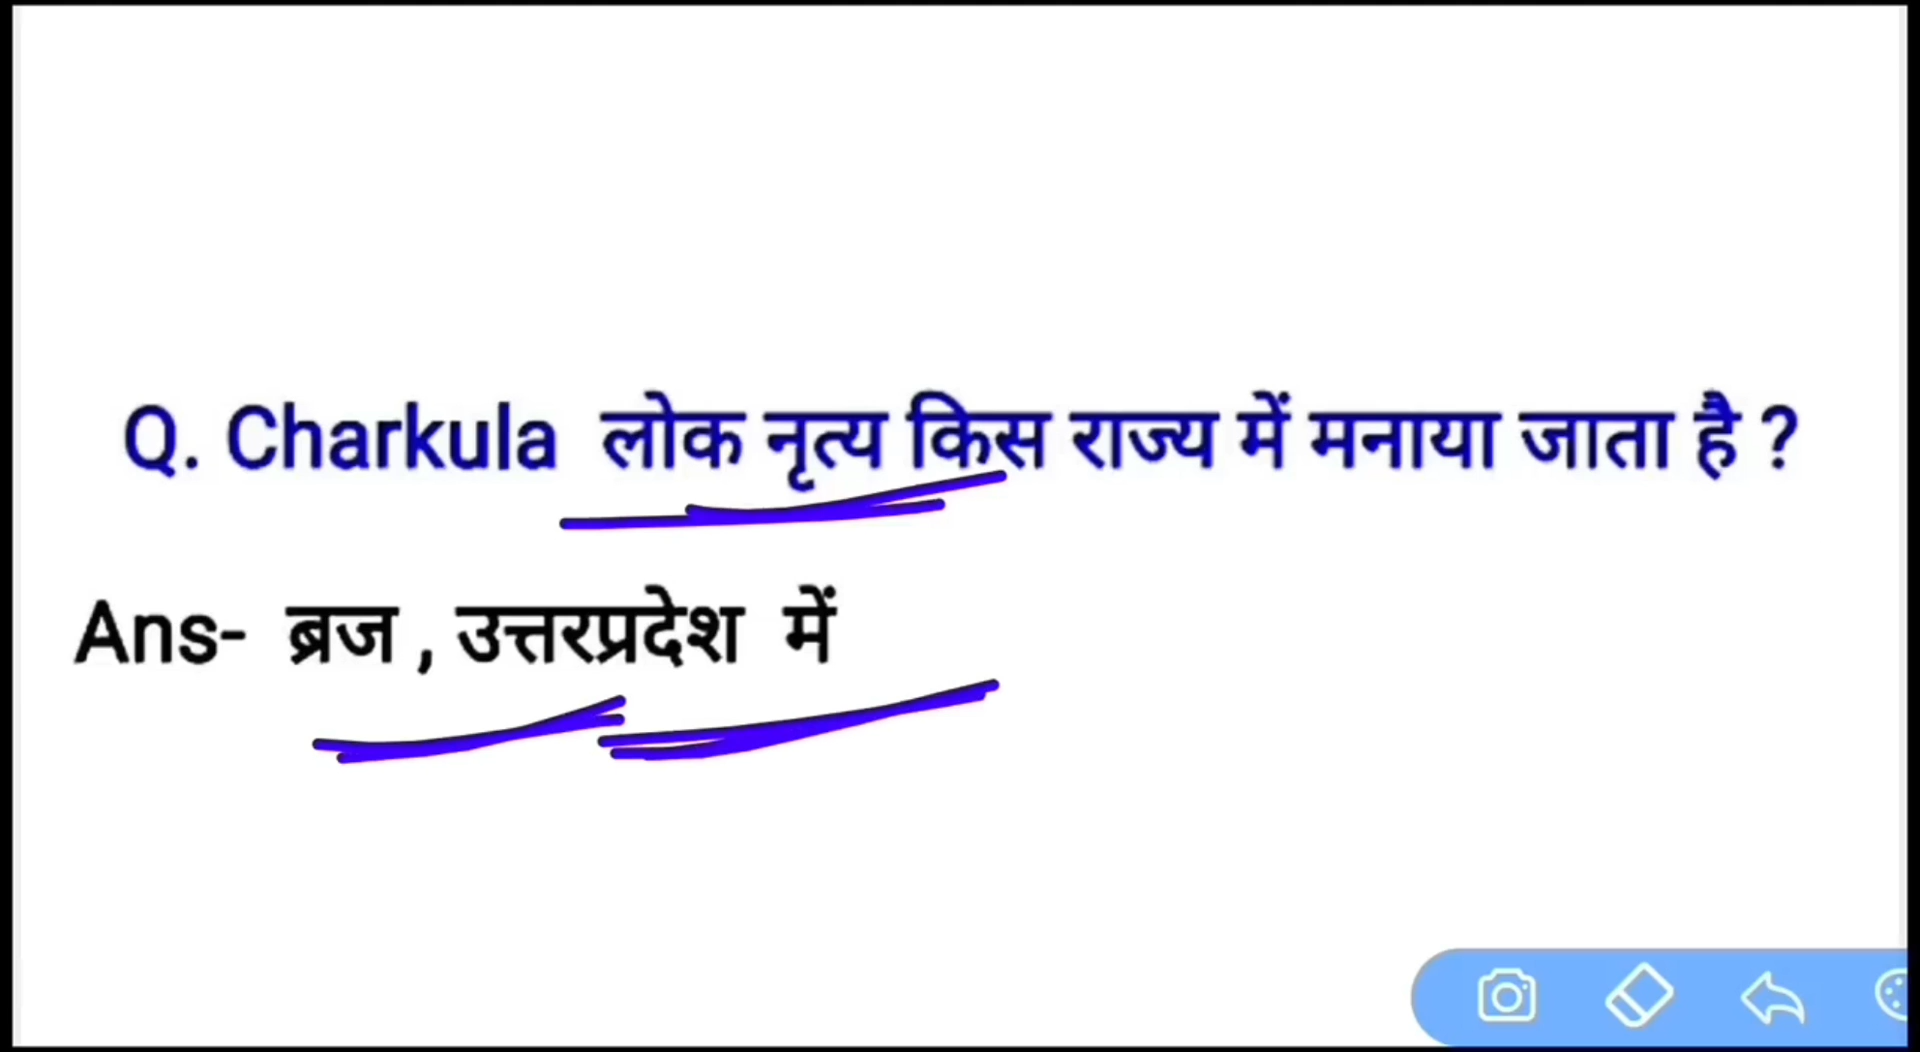 Q. Charkula लोक नृत्य किस राज्य में मनाया जाता है ?
Ans- ब्रज , उत्तरप्रदेश में